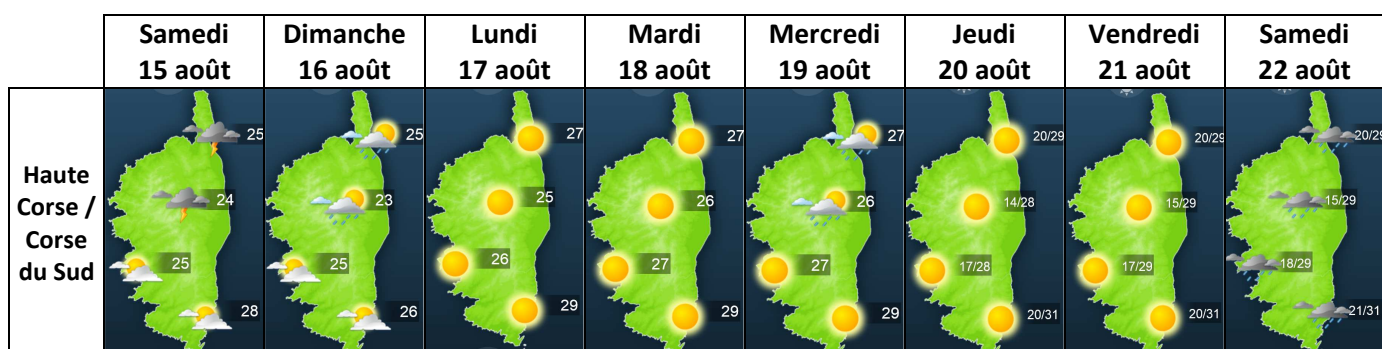 Samedi
15 août
Dimanche
16 août
Lundi
17 août
Mardi
18 août
Mercredi
19 août
Jeudi
20 août
Vendredi
21 août
Samedi
22 août
Haute
Corse /
Corse
du Sud
25
24
25
28
25
23
25
26
27
25
26
29
27
26
27
29
27
26
27
29
20/29
14/28
17/28
20/31
20/29
15/29
17/29
20/31
20/29
15/29
18/29
21/31